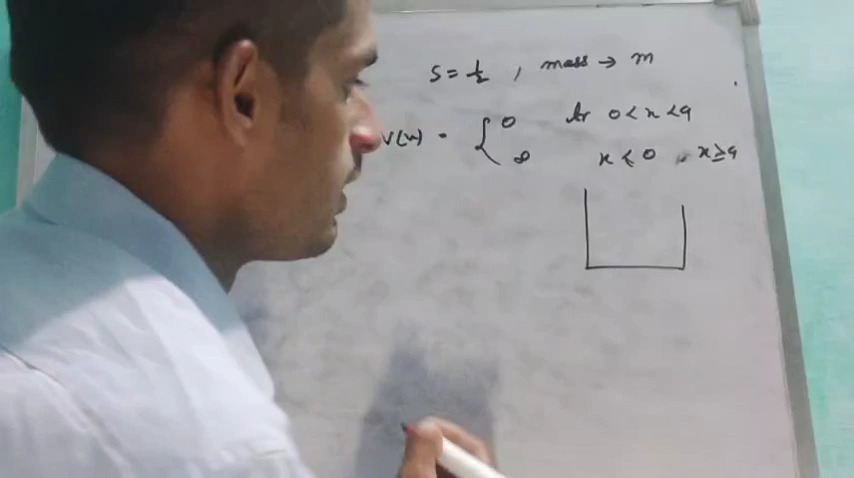 s = 1/2 , mass → m
V(x) = { 0 for 0 < x < a
∞ x ≤ 0 , x ≥ a